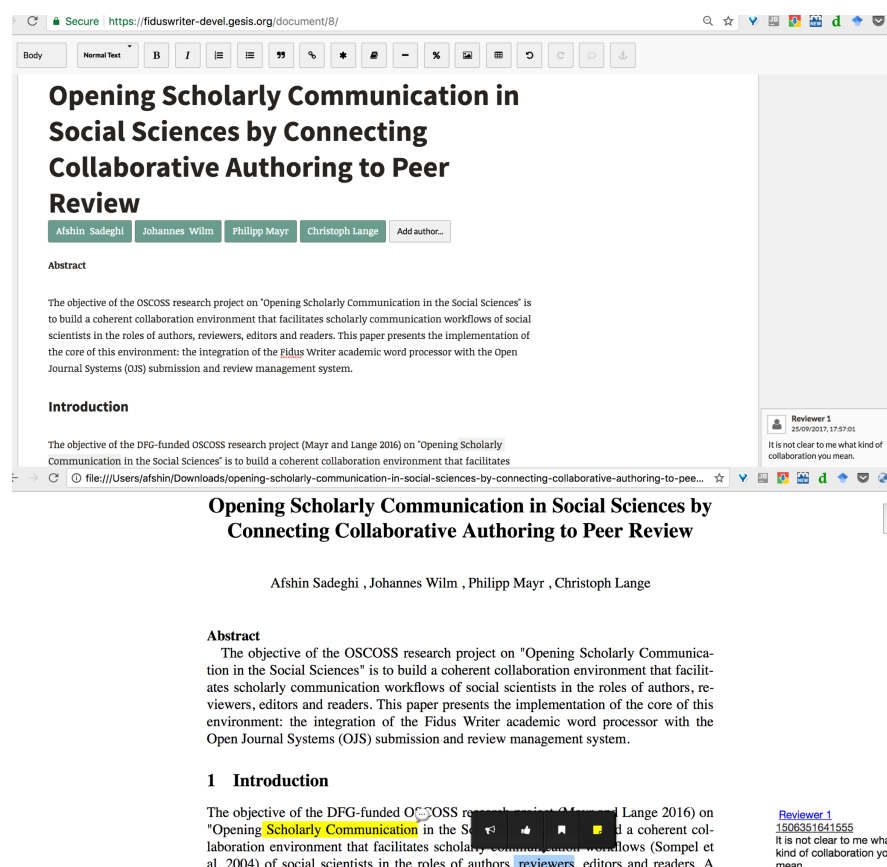 Secure https://fiduswriter-devel.gesis.org/document/8/
Body Normal Text B I
Opening Scholarly Communication in
Social Sciences by Connecting
Collaborative Authoring to Peer
Review
Afshin Sadeghi Johannes Wilm Philipp Mayr Christoph Lange Add author...
Abstract
The objective of the OSCOSS research project on "Opening Scholarly Communication in the Social Sciences" is
to build a coherent collaboration environment that facilitates scholarly communication workflows of social
scientists in the roles of authors, reviewers, editors and readers. This paper presents the implementation of
the core of this environment: the integration of the Fidus Writer academic word processor with the Open
Journal Systems (OJS) submission and review management system.
Introduction
The objective of the DFG-funded OSCOSS research project (Mayr and Lange 2016) on "Opening Scholarly
Communication in the Social Sciences" is to build a coherent collaboration environment that facilitates
Reviewer 1
25/09/2017, 17:57:01
It is not clear to me what kind of
collaboration you mean.
file:///Users/afshin/Downloads/opening-scholarly-communication-in-social-sciences-by-connecting-collaborative-authoring-to-pee...
Opening Scholarly Communication in Social Sciences by
Connecting Collaborative Authoring to Peer Review
Afshin Sadeghi , Johannes Wilm , Philipp Mayr , Christoph Lange
Abstract
The objective of the OSCOSS research project on "Opening Scholarly Communica-
tion in the Social Sciences" is to build a coherent collaboration environment that facilit-
ates scholarly communication workflows of social scientists in the roles of authors, re-
viewers, editors and readers. This paper presents the implementation of the core of this
environment: the integration of the Fidus Writer academic word processor with the
Open Journal Systems (OJS) submission and review management system.
1 Introduction
The objective of the DFG-funded OSCOSS research project (Mayr and Lange 2016) on
"Opening Scholarly Communication in the S d a coherent col-
laboration environment that facilitates scholarly communication workflows (Sompel et
al. 2004) of social scientists in the roles of authors, reviewers, editors and readers. A
Reviewer 1
1506351641555
It is not clear to me wha
kind of collaboration yo
mean.